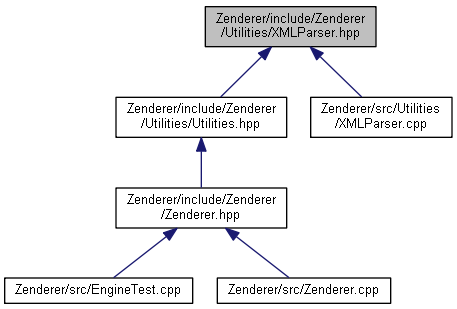 Zenderer/include/Zenderer
/Utilities/XMLParser.hpp
Zenderer/include/Zenderer
/Utilities/Utilities.hpp
Zenderer/src/Utilities
/XMLParser.cpp
Zenderer/include/Zenderer
/Zenderer.hpp
Zenderer/src/EngineTest.cpp
Zenderer/src/Zenderer.cpp